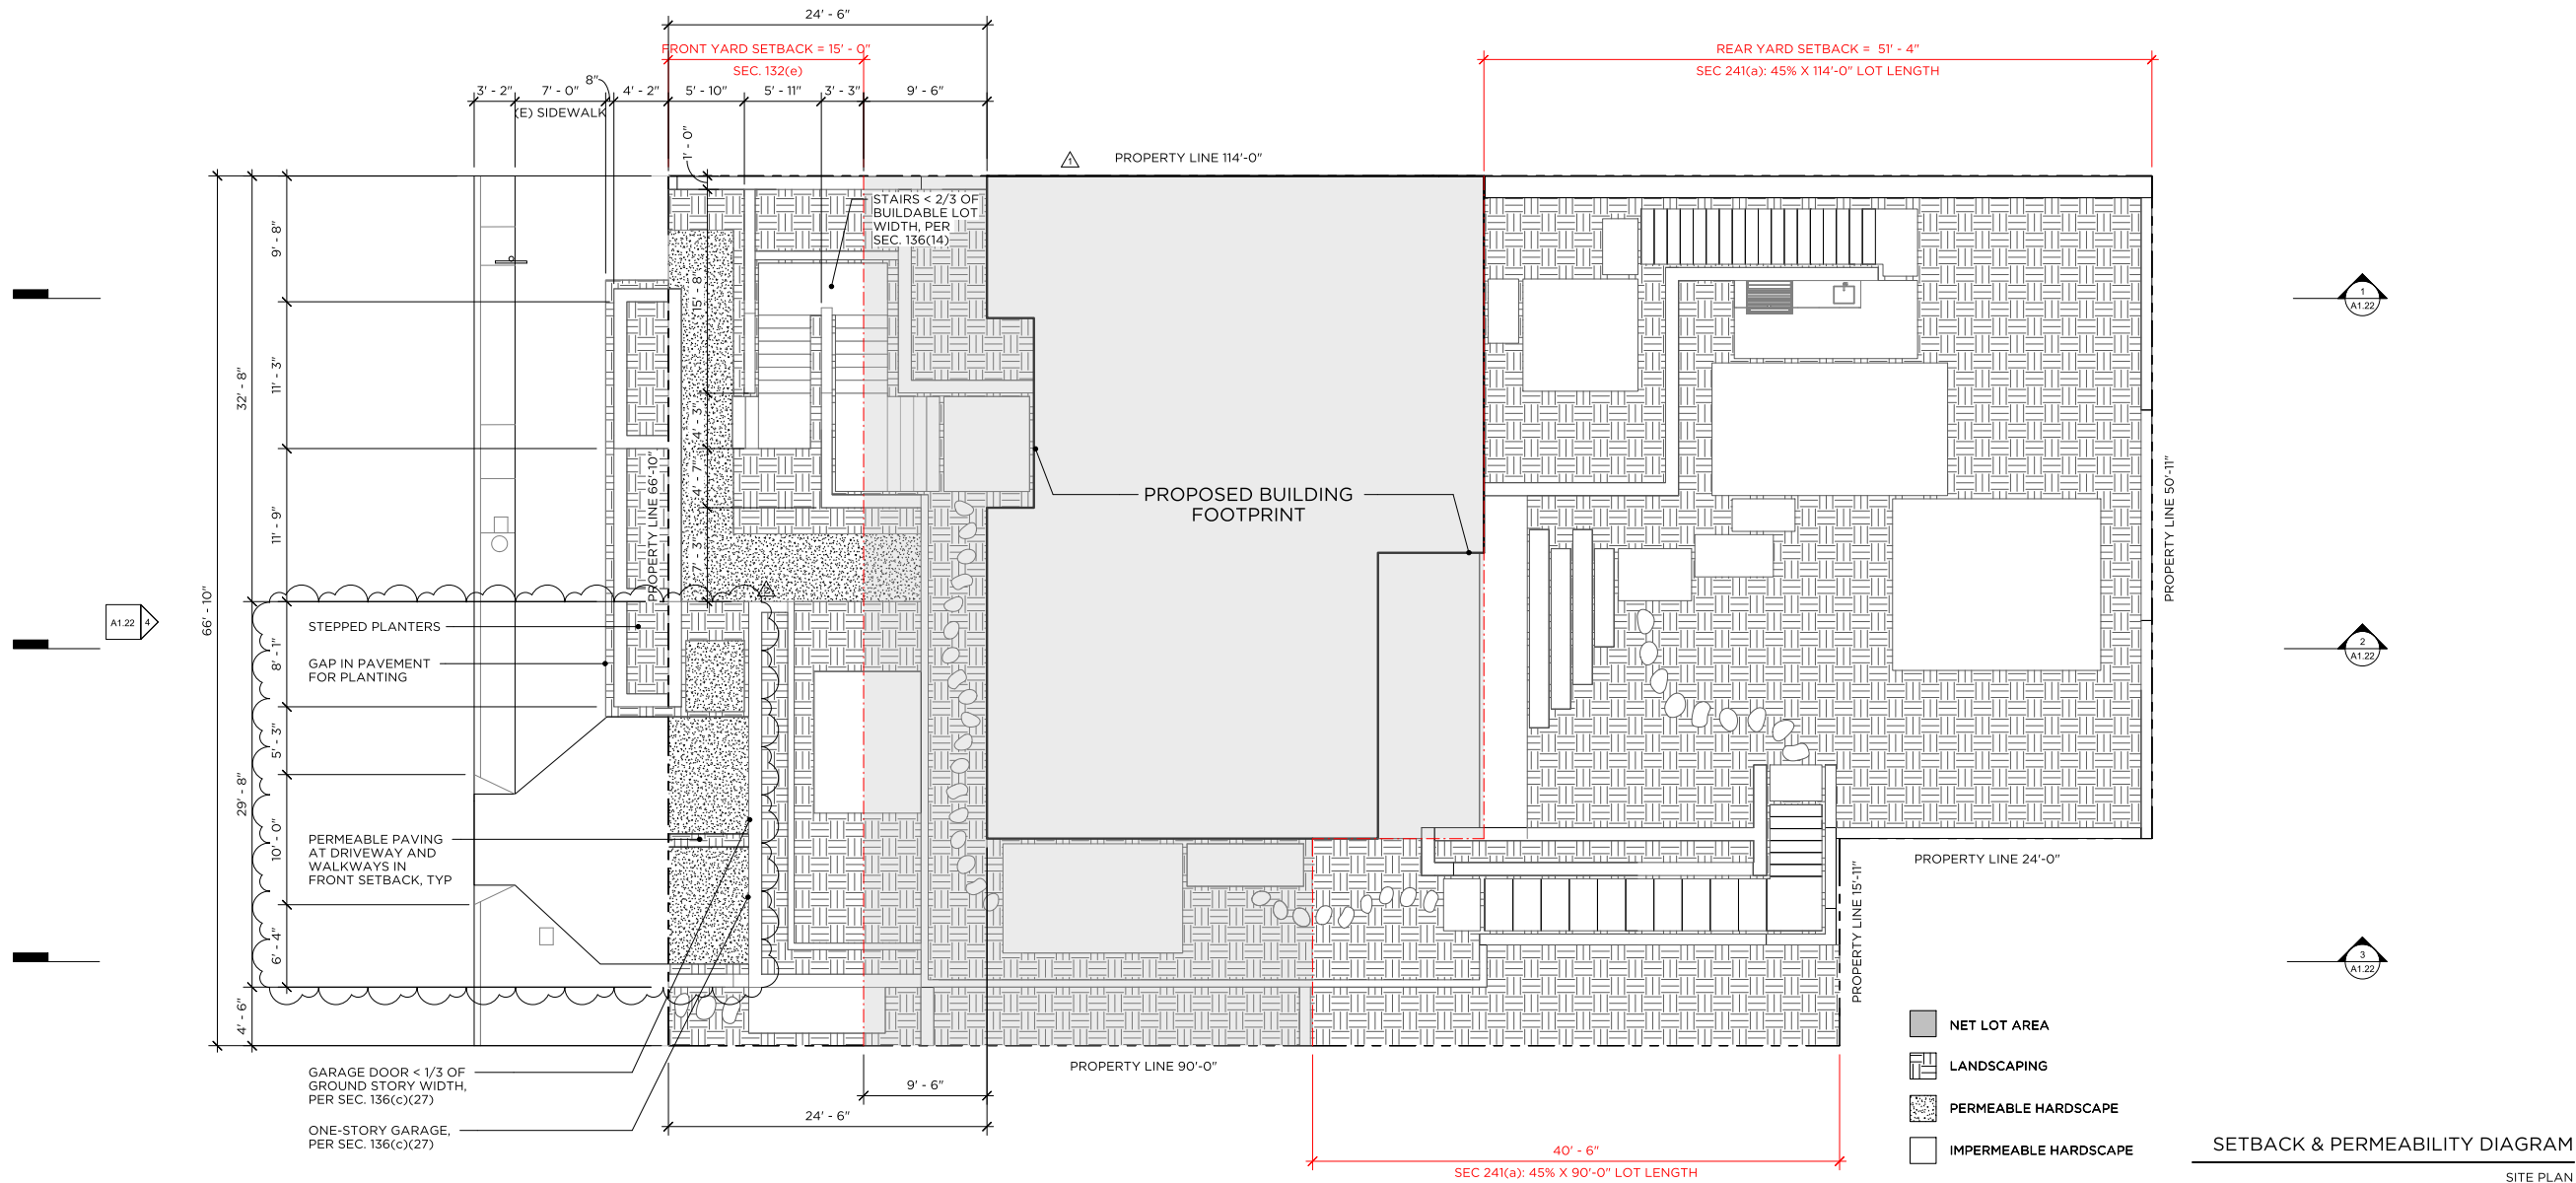 24' - 6"
FRONT YARD SETBACK = 15' - 0"
SEC. 132(e)
REAR YARD SETBACK = 51' - 4"
SEC 241(a): 45% X 114'-0" LOT LENGTH
3' - 2"
7' - 0"
8"
4' - 2"
5' - 10"
5' - 11"
3' - 3"
9' - 6"
(E) SIDEWALK
1' - 0"
1
PROPERTY LINE 114'-0"
STAIRS < 2/3 OF
BUILDABLE LOT
WIDTH, PER
SEC. 136(14)
9' - 8"
15' - 8"
1
A1.22
11' - 3"
32' - 8"
4' - 3"
4' - 7"
PROPERTY LINE 66'-10"
PROPOSED BUILDING
FOOTPRINT
PROPERTY LINE 50'-11"
11' - 9"
7' - 3"
66' - 10"
A1.22
4
STEPPED PLANTERS
8' - 1"
GAP IN PAVEMENT
FOR PLANTING
2
A1.22
5' - 3"
29' - 8"
10' - 0"
PERMEABLE PAVING
AT DRIVEWAY AND
WALKWAYS IN
FRONT SETBACK, TYP
PROPERTY LINE 24'-0"
PROPERTY LINE 15'-11"
6' - 4"
3
A1.22
4' - 6"
NET LOT AREA
LANDSCAPING
PERMEABLE HARDSCAPE
IMPERMEABLE HARDSCAPE
PROPERTY LINE 90'-0"
GARAGE DOOR < 1/3 OF
GROUND STORY WIDTH,
PER SEC. 136(c)(27)
9' - 6"
24' - 6"
ONE-STORY GARAGE,
PER SEC. 136(c)(27)
40' - 6"
SEC 241(a): 45% X 90'-0" LOT LENGTH
SETBACK & PERMEABILITY DIAGRAM
SITE PLAN